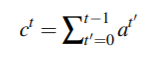 $c^t = \sum_{t'=0}^{t-1} a^{t'}$